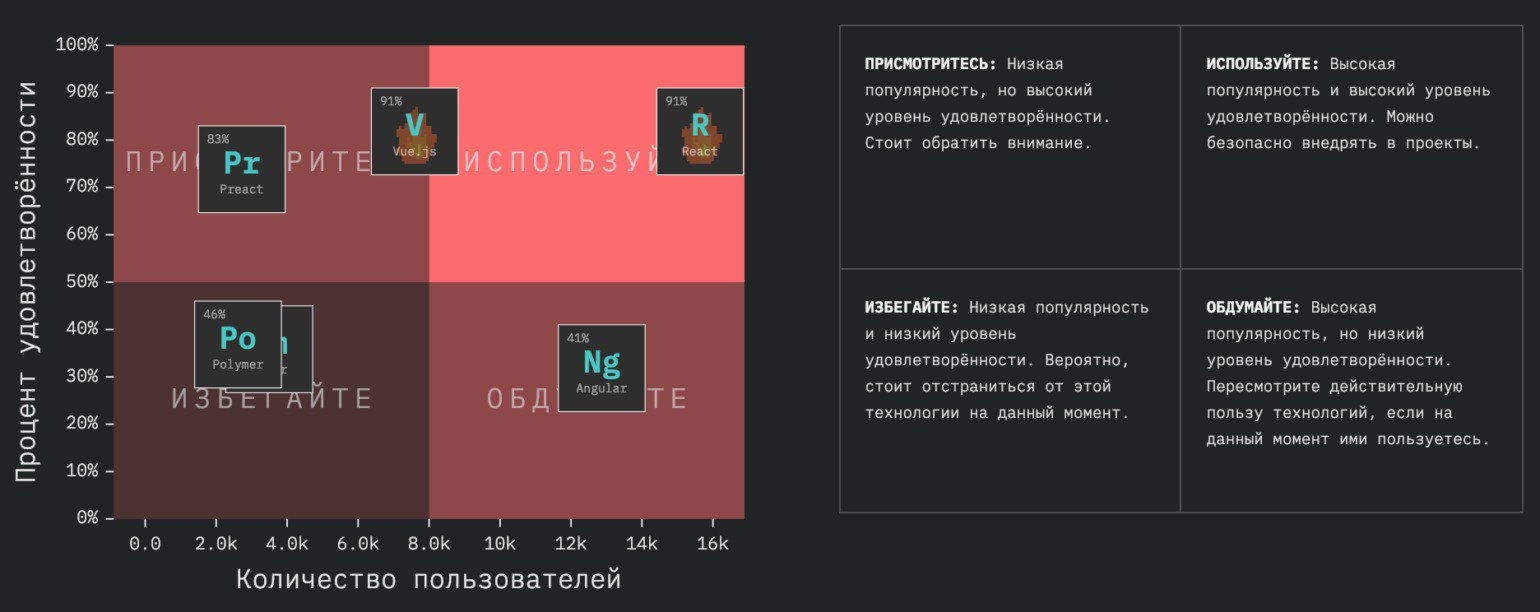 100%
90%
80%
70%
60%
50%
40%
30%
20%
10%
0%
Процент удовлетворённости
0.0 2.0k 4.0k 6.0k 8.0k 10k 12k 14k 16k
Количество пользователей
91%
V
Vue.js
91%
R
React
83%
Pr
Preact
46%
Po
Polymer
41%
Ng
Angular
ИЗБЕГАЙТЕ
ПРИСМОТРИТЕСЬ: Низкая
популярность, но высокий
уровень удовлетворённости.
Стоит обратить внимание.
ИСПОЛЬЗУЙТЕ: Высокая
популярность и высокий уровень
удовлетворённости. Можно
безопасно внедрять в проекты.
ИЗБЕГАЙТЕ: Низкая популярность
и низкий уровень
удовлетворённости. Вероятно,
стоит отстраниться от этой
технологии на данный момент.
ОБДУМАЙТЕ: Высокая
популярность, но низкий
уровень удовлетворённости.
Пересмотрите действительную
пользу технологий, если на
данный момент ими пользуетесь.